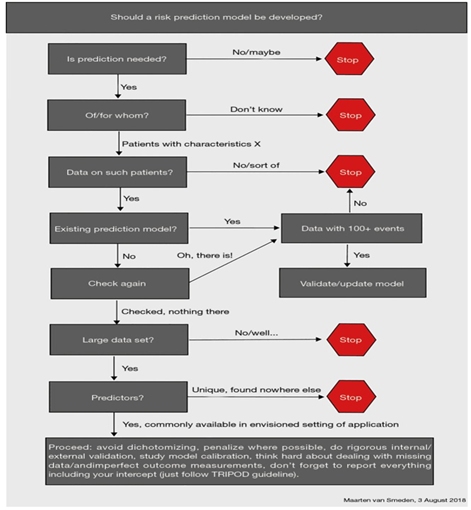 Should a risk prediction model be developed?
Is prediction needed?
No/maybe
Stop
Yes
Of/for whom?
Don't know
Stop
Patients with characteristics X
Data on such patients?
No/sort of
Stop
Yes
No
Existing prediction model?
Yes
Data with 100+ events
No
Oh, there is!
Yes
Check again
Validate/update model
Checked, nothing there
Large data set?
No/well...
Stop
Yes
Predictors?
Unique, found nowhere else
Stop
Yes, commonly available in envisioned setting of application
Proceed: avoid dichotomizing, penalize where possible, do rigorous internal/
external validation, study model calibration, think hard about dealing with missing
data/andimperfect outcome measurements, don't forget to report everything
including your intercept (just follow TRIPOD guideline).
Maarten van Smeden, 3 August 2018